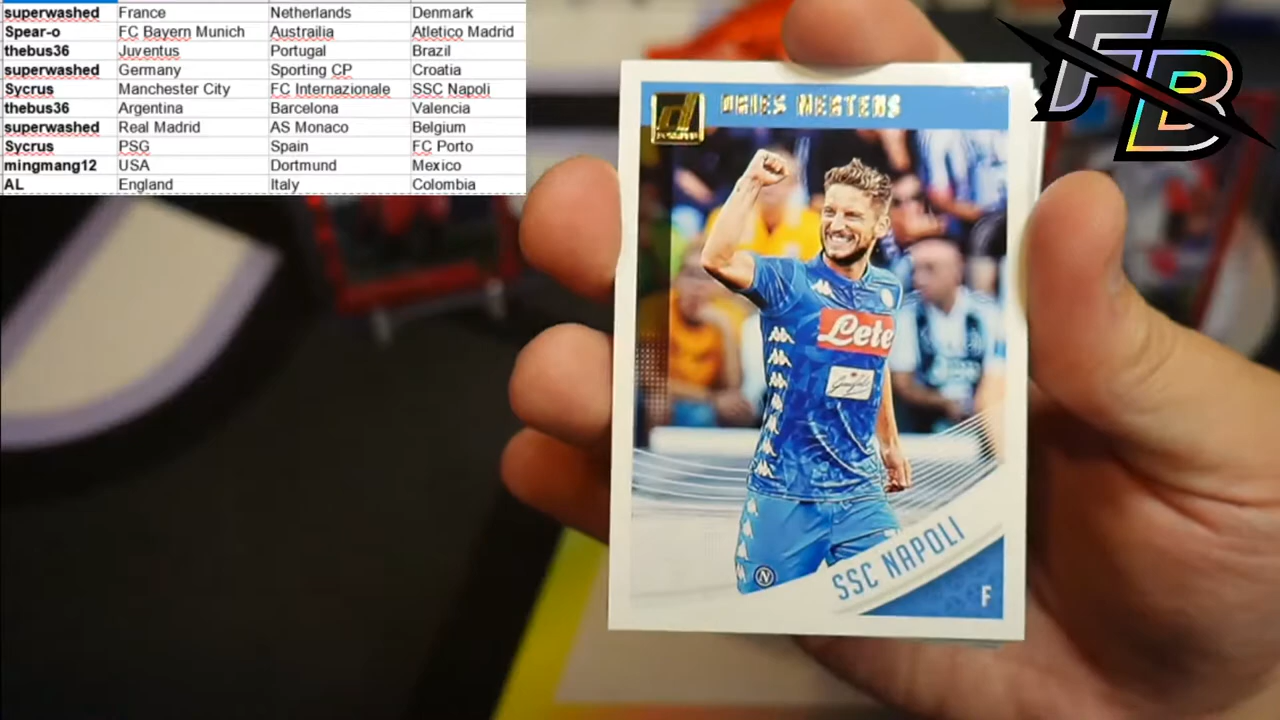 superwashed France Netherlands Denmark
Spear-o FC Bayern Munich Austrailia Atletico Madrid
thebus36 Juventus Portugal Brazil
superwashed Germany Sporting CP Croatia
Sycrus Manchester City FC Internazionale SSC Napoli
thebus36 Argentina Barcelona Valencia
superwashed Real Madrid AS Monaco Belgium
Sycrus PSG Spain FC Porto
mingmang12 USA Dortmund Mexico
AL England Italy Colombia
FB
d DRIES MERTENS
Lete
SSC NAPOLI
N
F